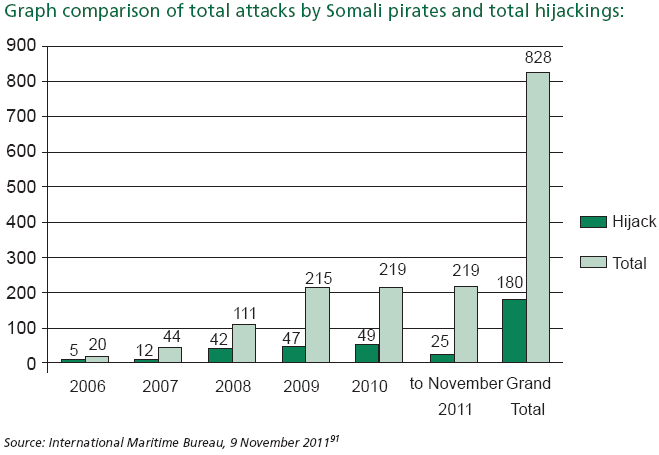 Graph comparison of total attacks by Somali pirates and total hijackings:
900
800
700
600
500
400
300
200
100
0
5 20
12 44
42 111
47 215
49 219
25 219
180 828
2006 2007 2008 2009 2010 to November Grand
2011 Total
Hijack
Total
Source: International Maritime Bureau, 9 November 2011⁹¹